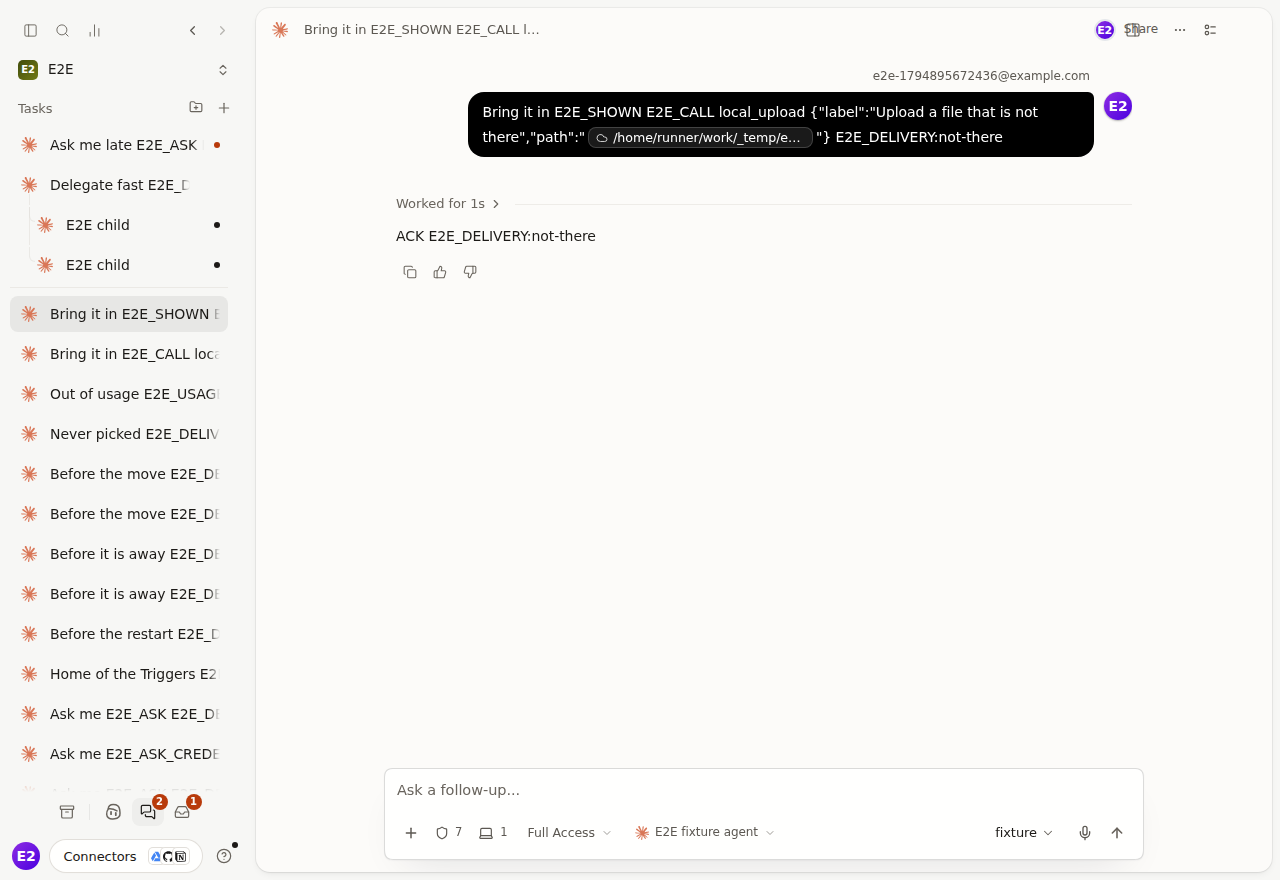 Bring it in E2E_SHOWN E2E_CALL l…
E2
Share
E2 E2E
Tasks
Ask me late E2E_ASK
Delegate fast E2E_D
E2E child
E2E child
Bring it in E2E_SHOWN E
Bring it in E2E_CALL loca
Out of usage E2E_USAG
Never picked E2E_DELIV
Before the move E2E_DE
Before the move E2E_DE
Before it is away E2E_DE
Before it is away E2E_DE
Before the restart E2E_D
Home of the Triggers E2
Ask me E2E_ASK E2E_DE
Ask me E2E_ASK_CREDE
2 1
E2 Connectors
e2e-1794895672436@example.com
Bring it in E2E_SHOWN E2E_CALL local_upload {"label":"Upload a file that is not
there","path":" /home/runner/work/_temp/e... "} E2E_DELIVERY:not-there
E2
Worked for 1s
ACK E2E_DELIVERY:not-there
Ask a follow-up...
7 1 Full Access E2E fixture agent fixture